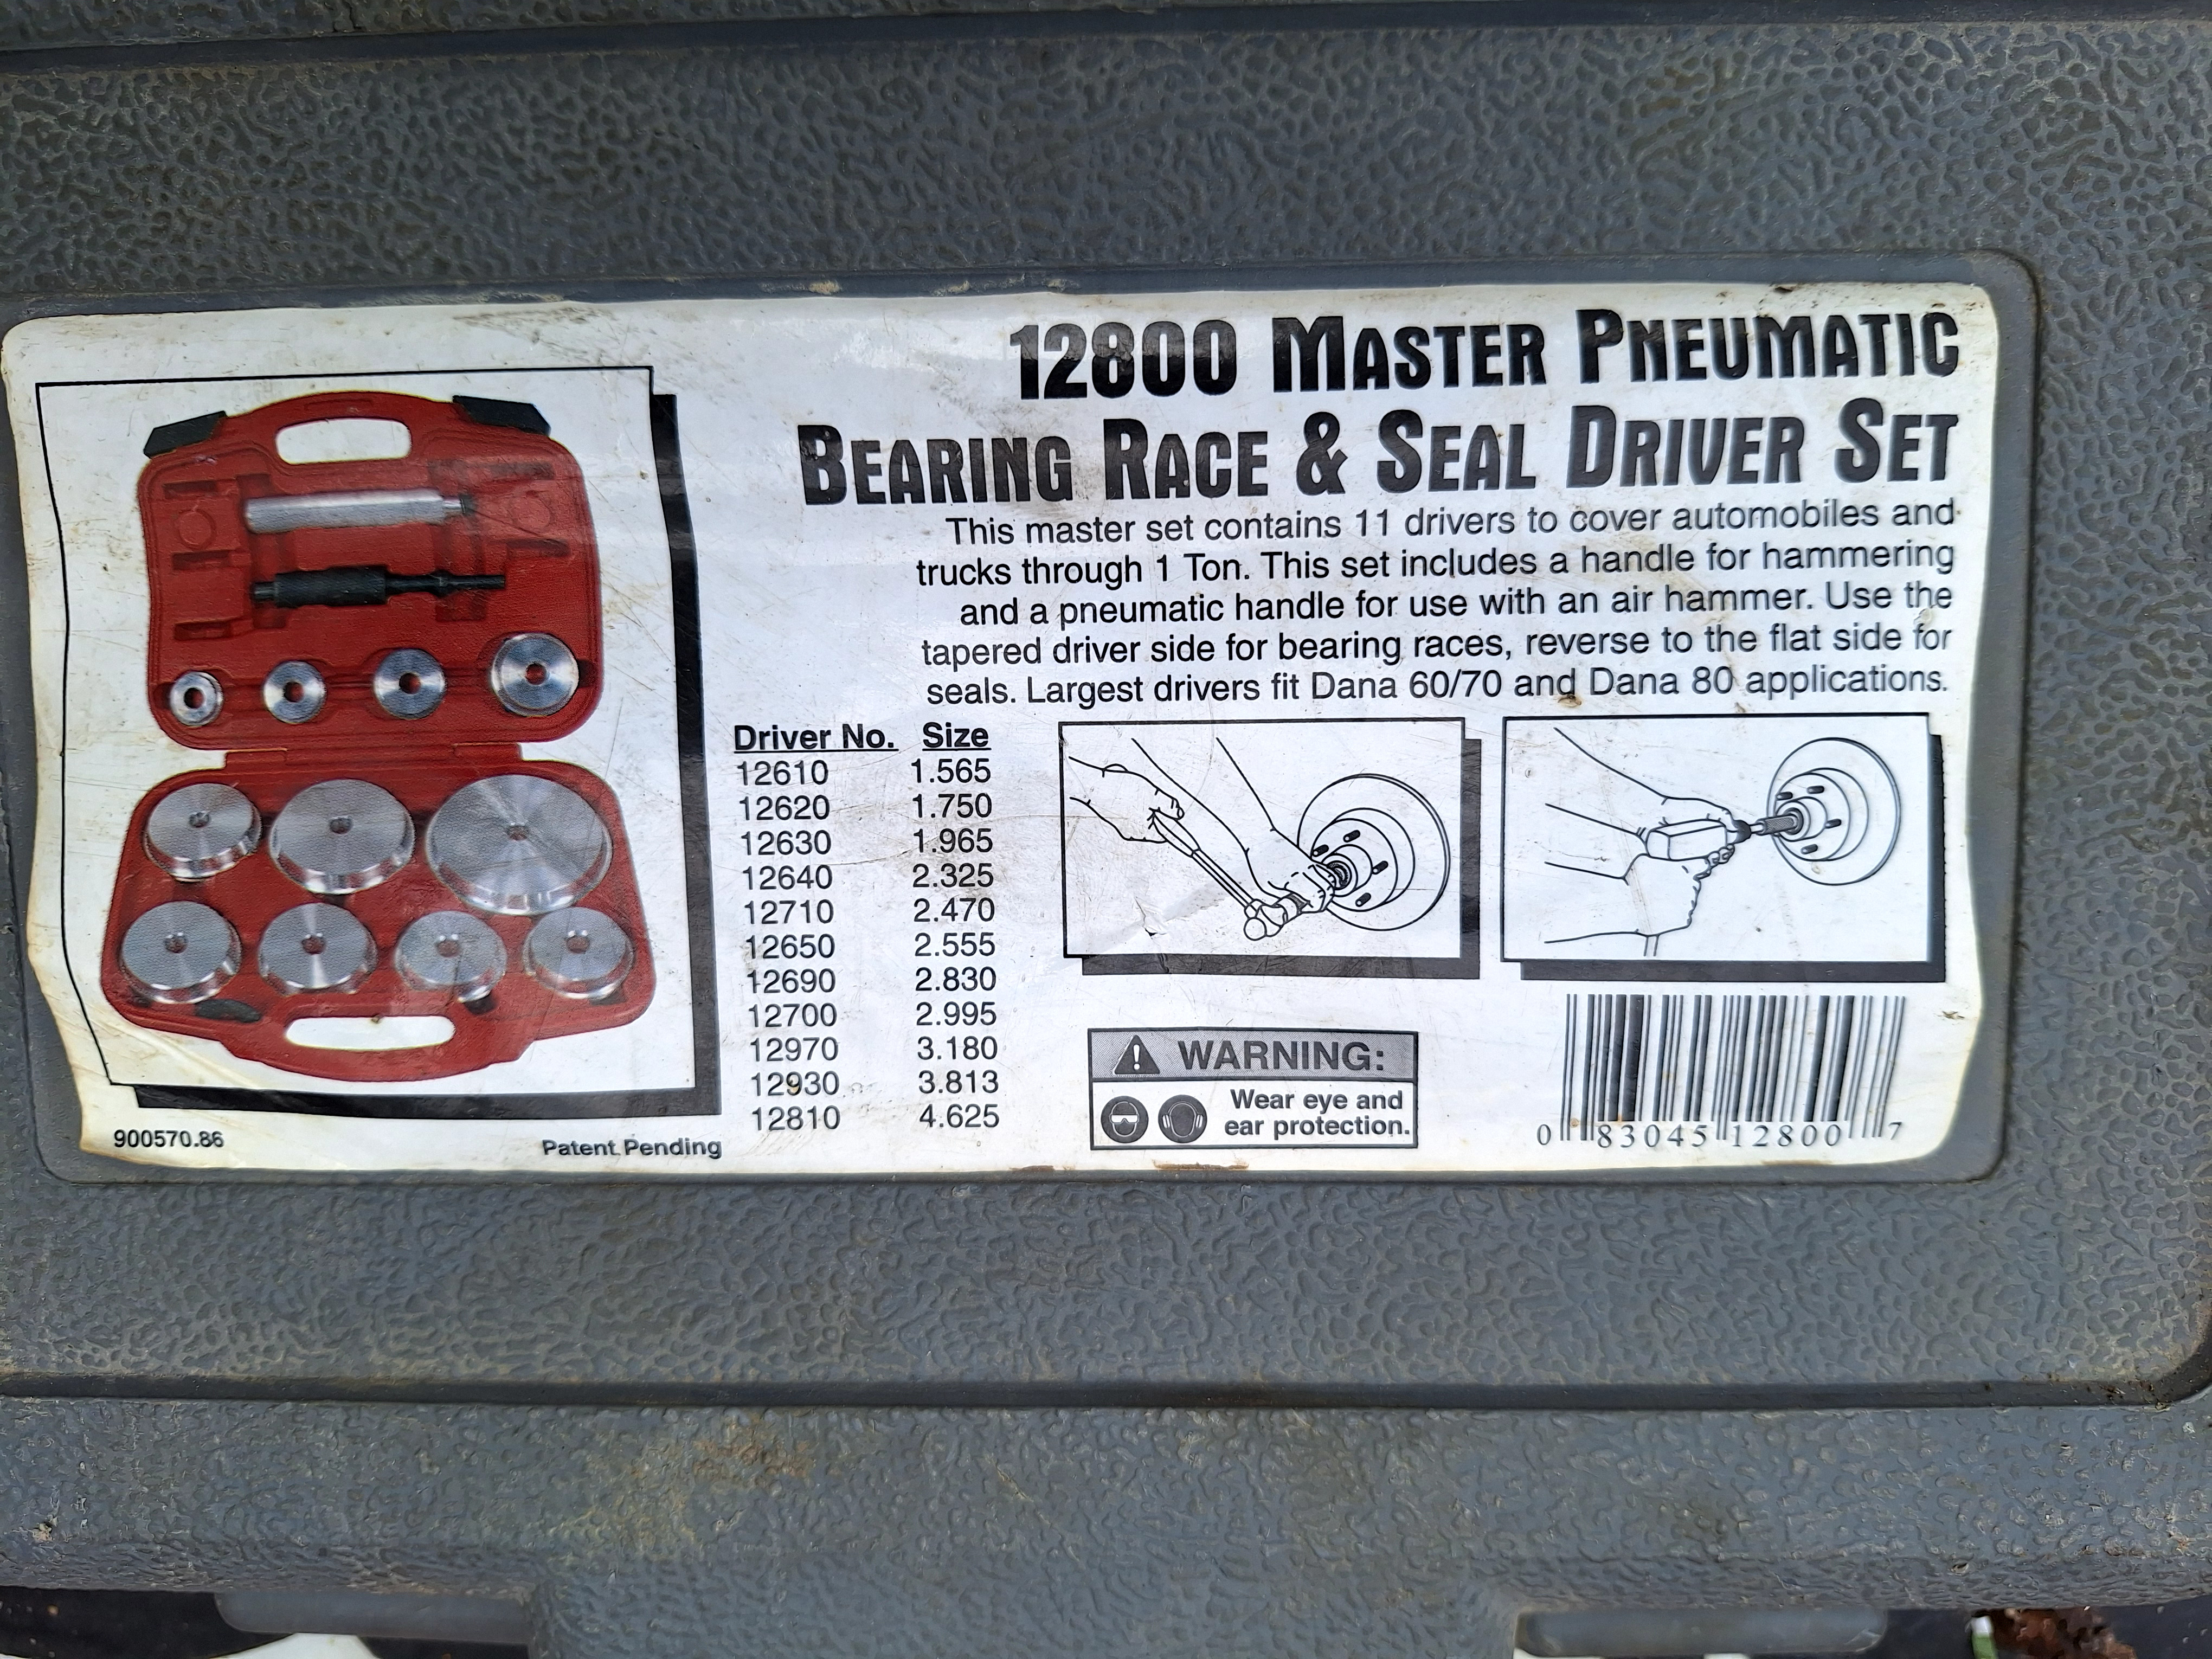 12800 MASTER PNEUMATIC
BEARING RACE & SEAL DRIVER SET
This master set contains 11 drivers to cover automobiles and
trucks through 1 Ton. This set includes a handle for hammering
and a pneumatic handle for use with an air hammer. Use the
tapered driver side for bearing races, reverse to the flat side for
seals. Largest drivers fit Dana 60/70 and Dana 80 applications.
Driver No. Size
12610 1.565
12620 1.750
12630 1.965
12640 2.325
12710 2.470
12650 2.555
12690 2.830
12700 2.995
12970 3.180
12930 3.813
12810 4.625
WARNING:
Wear eye and
ear protection.
0 83045 12800 7
900570.86
Patent Pending